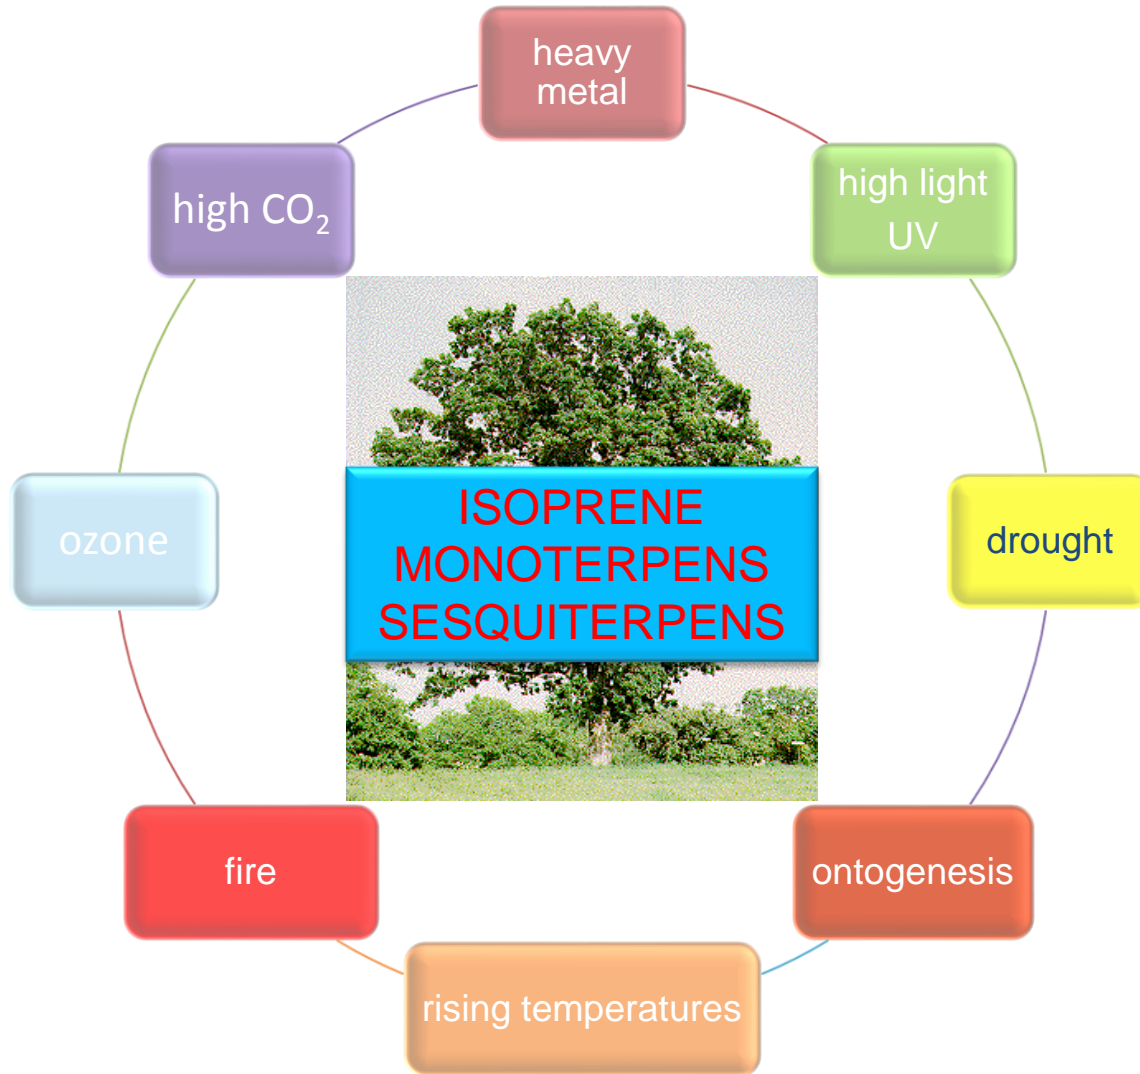 heavy
metal
high light
UV
drought
ontogenesis
rising temperatures
fire
ozone
high CO₂
ISOPRENE
MONOTERPENS
SESQUITERPENS